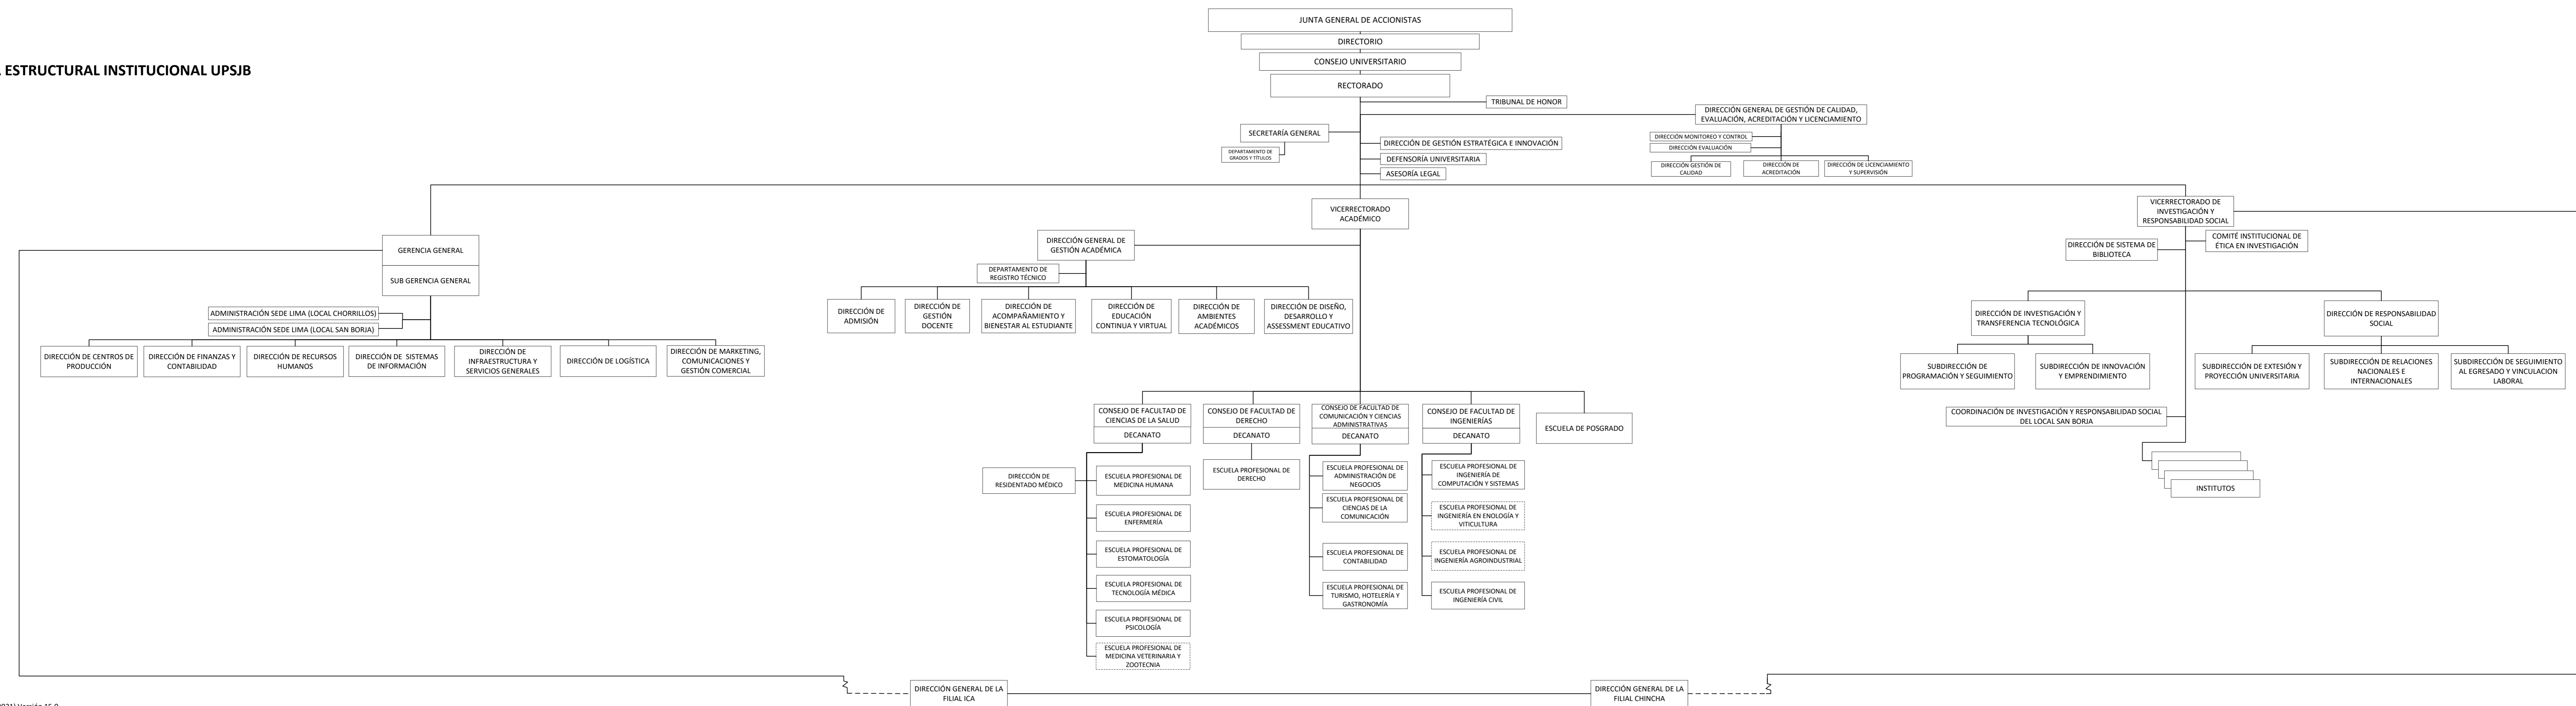 JUNTA GENERAL DE ACCIONISTAS
DIRECTORIO
CONSEJO UNIVERSITARIO
ESTRUCTURAL INSTITUCIONAL UPSJB
RECTORADO
TRIBUNAL DE HONOR
DIRECCIÓN GENERAL DE GESTIÓN DE CALIDAD,
EVALUACIÓN, ACREDITACIÓN Y LICENCIAMIENTO
SECRETARÍA GENERAL
DEPARTAMENTO DE
GRADOS Y TÍTULOS
DIRECCIÓN DE GESTIÓN ESTRATÉGICA E INNOVACIÓN
DEFENSORÍA UNIVERSITARIA
ASESORÍA LEGAL
DIRECCIÓN MONITOREO Y CONTROL
DIRECCIÓN EVALUACIÓN
DIRECCIÓN GESTIÓN DE
CALIDAD
DIRECCIÓN DE
ACREDITACIÓN
DIRECCIÓN DE LICENCIAMIENTO
Y SUPERVISIÓN
GERENCIA GENERAL
SUB GERENCIA GENERAL
ADMINISTRACIÓN SEDE LIMA (LOCAL CHORRILLOS)
ADMINISTRACIÓN SEDE LIMA (LOCAL SAN BORJA)
DIRECCIÓN DE CENTROS DE
PRODUCCIÓN
DIRECCIÓN DE FINANZAS Y
CONTABILIDAD
DIRECCIÓN DE RECURSOS
HUMANOS
DIRECCIÓN DE SISTEMAS
DE INFORMACIÓN
DIRECCIÓN DE
INFRAESTRUCTURA Y
SERVICIOS GENERALES
DIRECCIÓN DE LOGÍSTICA
DIRECCIÓN DE MARKETING,
COMUNICACIONES Y
GESTIÓN COMERCIAL
VICERRECTORADO
ACADÉMICO
DIRECCIÓN GENERAL DE
GESTIÓN ACADÉMICA
DEPARTAMENTO DE
REGISTRO TÉCNICO
DIRECCIÓN DE
ADMISIÓN
DIRECCIÓN DE
GESTIÓN
DOCENTE
DIRECCIÓN DE
ACOMPAÑAMIENTO Y
BIENESTAR AL ESTUDIANTE
DIRECCIÓN DE
EDUCACIÓN
CONTINUA Y VIRTUAL
DIRECCIÓN DE
AMBIENTES
ACADÉMICOS
DIRECCIÓN DE DISEÑO,
DESARROLLO Y
ASSESSMENT EDUCATIVO
CONSEJO DE FACULTAD DE
CIENCIAS DE LA SALUD
DECANATO
DIRECCIÓN DE
RESIDENTADO MÉDICO
ESCUELA PROFESIONAL DE
MEDICINA HUMANA
ESCUELA PROFESIONAL DE
ENFERMERÍA
ESCUELA PROFESIONAL DE
ESTOMATOLOGÍA
ESCUELA PROFESIONAL DE
TECNOLOGÍA MÉDICA
ESCUELA PROFESIONAL DE
PSICOLOGÍA
ESCUELA PROFESIONAL DE
MEDICINA VETERINARIA Y
ZOOTECNIA
CONSEJO DE FACULTAD DE
DERECHO
DECANATO
ESCUELA PROFESIONAL DE
DERECHO
CONSEJO DE FACULTAD DE
COMUNICACIÓN Y CIENCIAS
ADMINISTRATIVAS
DECANATO
ESCUELA PROFESIONAL DE
ADMINISTRACIÓN DE
NEGOCIOS
ESCUELA PROFESIONAL DE
CIENCIAS DE LA
COMUNICACIÓN
ESCUELA PROFESIONAL DE
CONTABILIDAD
ESCUELA PROFESIONAL DE
TURISMO, HOTELERÍA Y
GASTRONOMÍA
CONSEJO DE FACULTAD DE
INGENIERÍAS
DECANATO
ESCUELA PROFESIONAL DE
INGENIERÍA DE
COMPUTACIÓN Y SISTEMAS
ESCUELA PROFESIONAL DE
INGENIERÍA EN ENOLOGÍA Y
VITICULTURA
ESCUELA PROFESIONAL DE
INGENIERÍA AGROINDUSTRIAL
ESCUELA PROFESIONAL DE
INGENIERÍA CIVIL
ESCUELA DE POSGRADO
VICERRECTORADO DE
INVESTIGACIÓN Y
RESPONSABILIDAD SOCIAL
COMITÉ INSTITUCIONAL DE
ÉTICA EN INVESTIGACIÓN
DIRECCIÓN DE SISTEMA DE
BIBLIOTECA
DIRECCIÓN DE INVESTIGACIÓN Y
TRANSFERENCIA TECNOLÓGICA
SUBDIRECCIÓN DE
PROGRAMACIÓN Y SEGUIMIENTO
SUBDIRECCIÓN DE INNOVACIÓN
Y EMPRENDIMIENTO
DIRECCIÓN DE RESPONSABILIDAD
SOCIAL
SUBDIRECCIÓN DE EXTESIÓN Y
PROYECCIÓN UNIVERSITARIA
SUBDIRECCIÓN DE RELACIONES
NACIONALES E
INTERNACIONALES
SUBDIRECCIÓN DE SEGUIMIENTO
AL EGRESADO Y VINCULACION
LABORAL
COORDINACIÓN DE INVESTIGACIÓN Y RESPONSABILIDAD SOCIAL
DEL LOCAL SAN BORJA
INSTITUTOS
DIRECCIÓN GENERAL DE LA
FILIAL ICA
DIRECCIÓN GENERAL DE LA
FILIAL CHINCHA